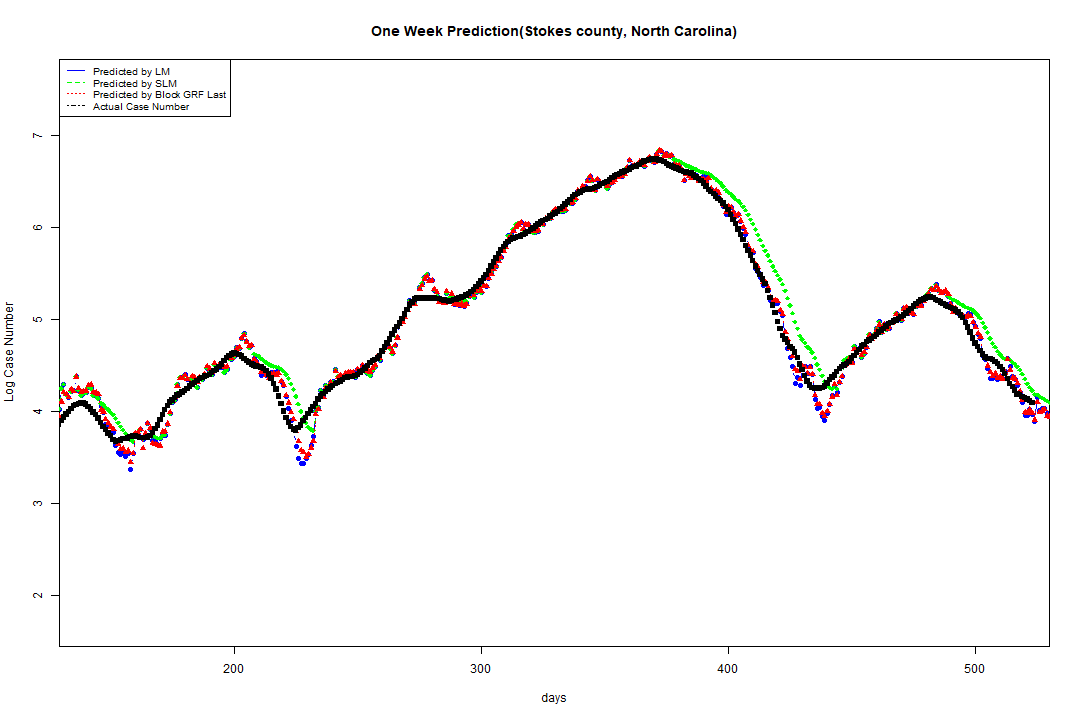 One Week Prediction(Stokes county, North Carolina)
Predicted by LM
Predicted by SLM
Predicted by Block GRF Last
Actual Case Number
7
6
5
4
3
2
Log Case Number
200 300 400 500
days